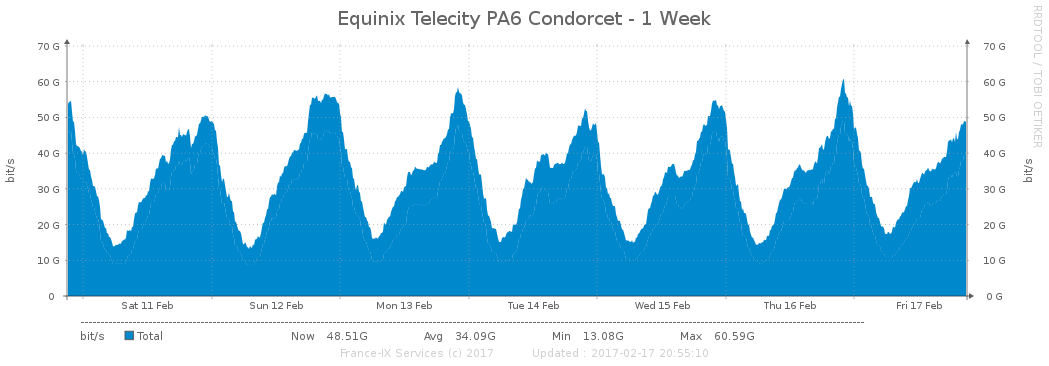 Equinix Telecity PA6 Condorcet - 1 Week
RRDTOOL / TOBI OETIKER
70 G 70 G
60 G 60 G
50 G 50 G
40 G 40 G
30 G 30 G
20 G 20 G
10 G 10 G
0 0 G
bit/s bit/s
Sat 11 Feb Sun 12 Feb Mon 13 Feb Tue 14 Feb Wed 15 Feb Thu 16 Feb Fri 17 Feb
bit/s Total Now 48.51G Avg 34.09G Min 13.08G Max 60.59G
France-IX Services (c) 2017 Updated : 2017-02-17 20:55:10